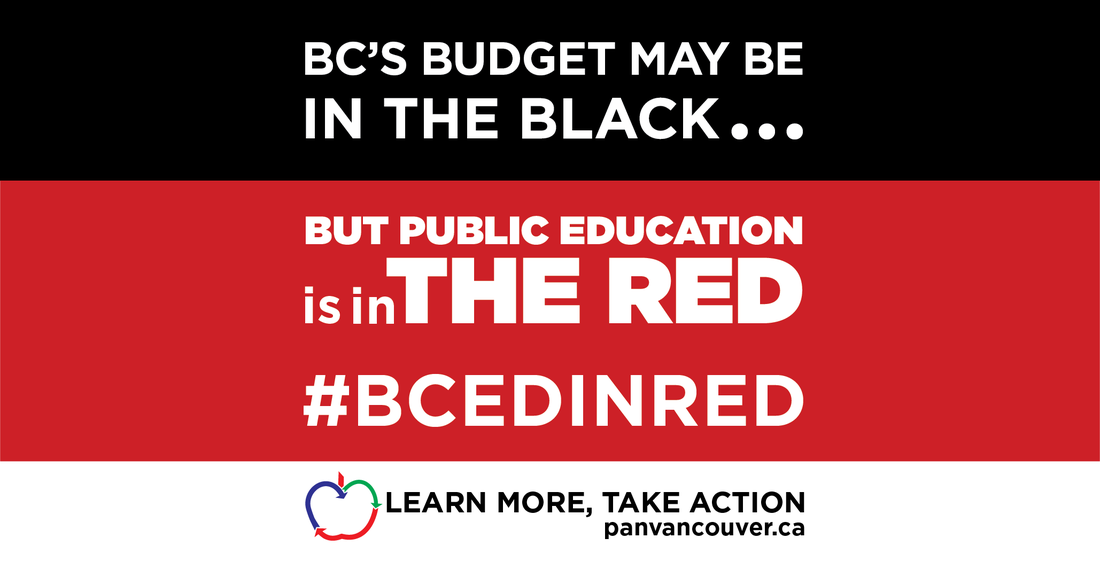 BC’S BUDGET MAY BE
IN THE BLACK...
BUT PUBLIC EDUCATION
is in THE RED
#BCEDINRED
LEARN MORE, TAKE ACTION
panvancouver.ca